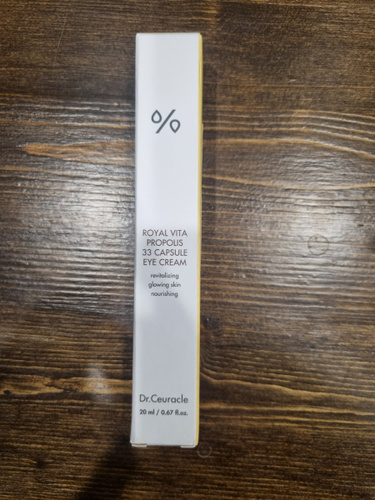 %
ROYAL VITA
PROPOLIS
33 CAPSULE
EYE CREAM
revitalizing
glowing skin
nourishing
Dr.Ceuracle
20 ml / 0.67 fl.oz.